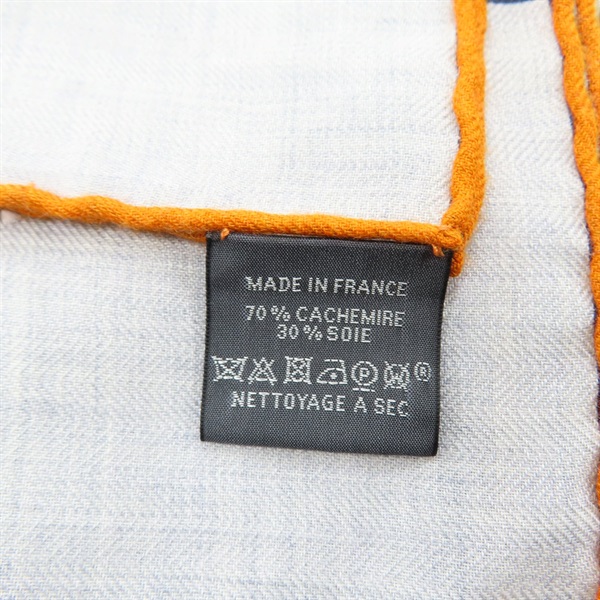 MADE IN FRANCE
70% CACHEMIRE
30% SOIE
P W ®
NETTOYAGE A SEC